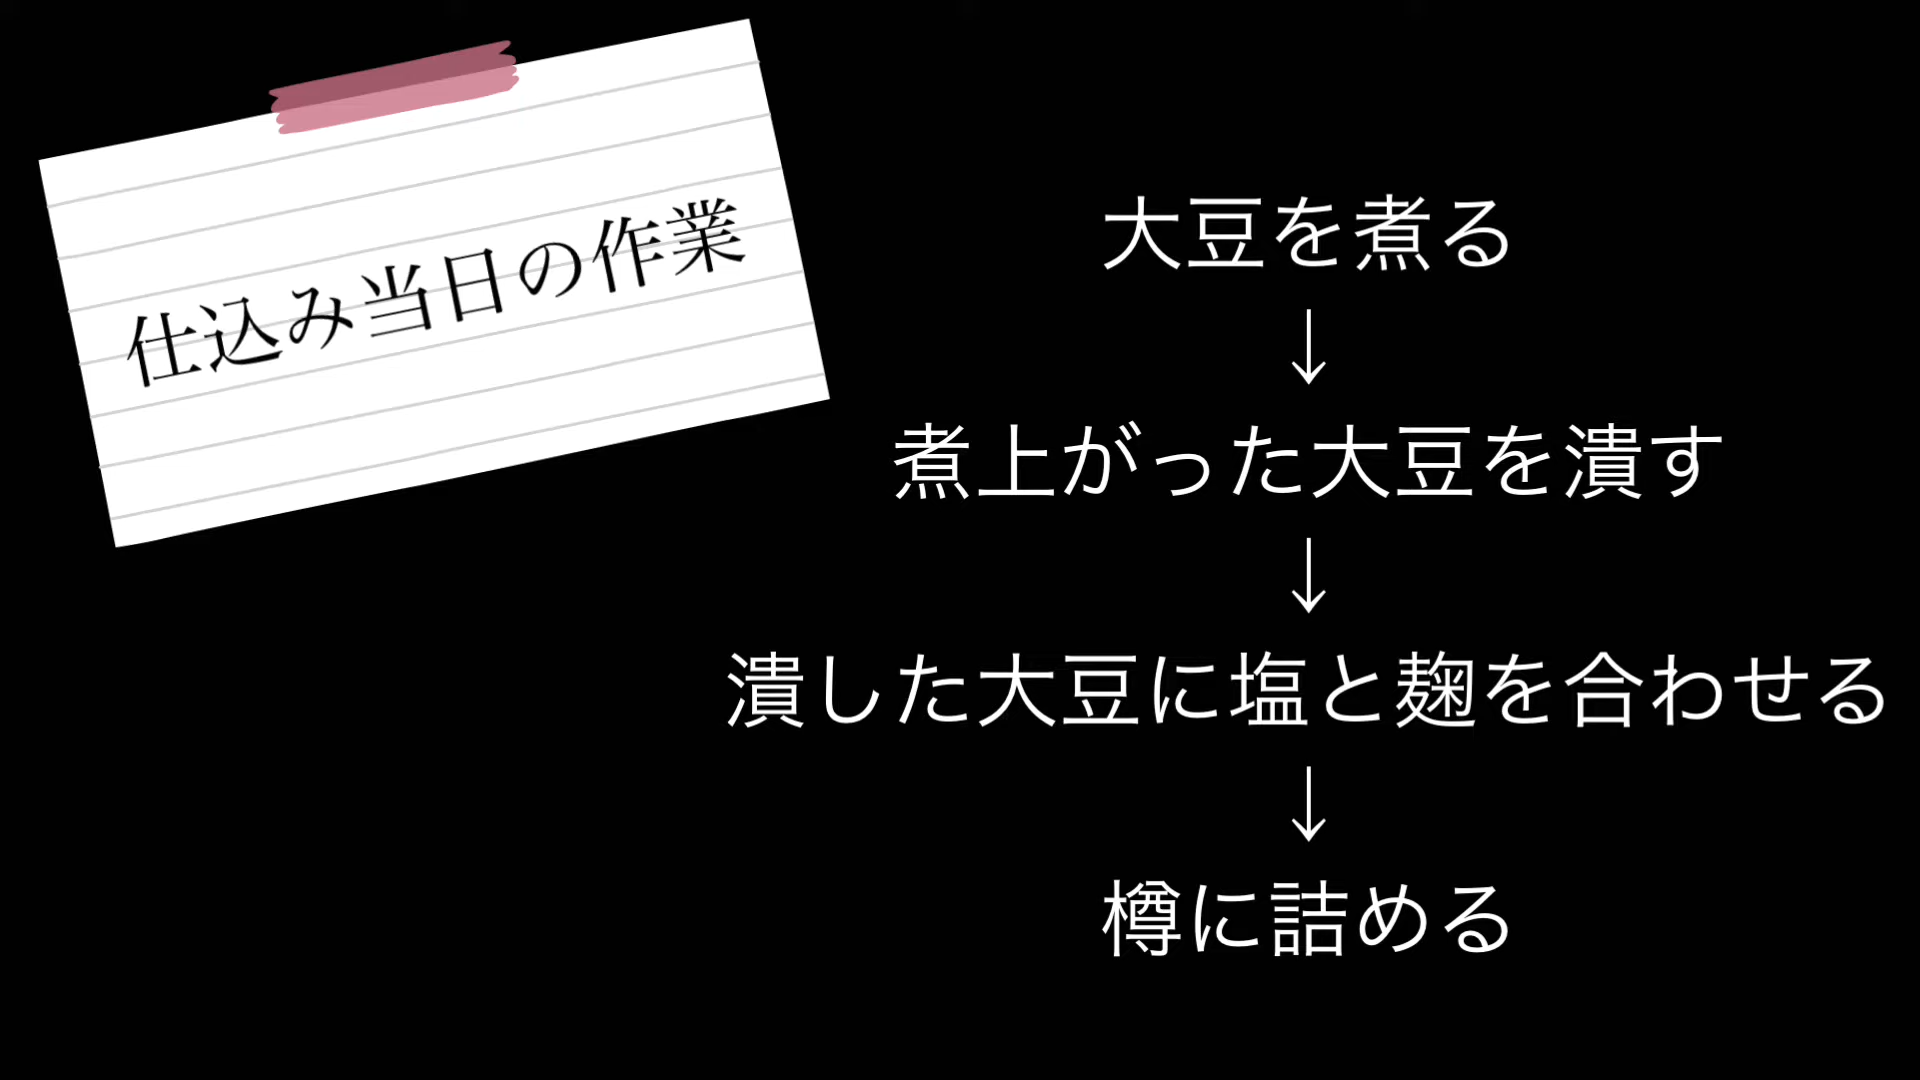 仕込み当日の作業
大豆を煮る
↓
煮上がった大豆を潰す
↓
潰した大豆に塩と麹を合わせる
↓
樽に詰める